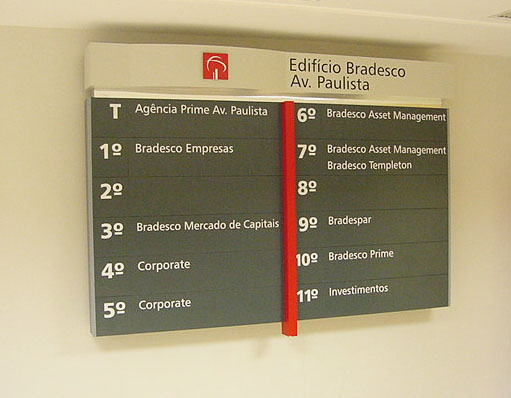 Edifício Bradesco
Av. Paulista
T Agência Prime Av. Paulista
1º Bradesco Empresas
2º
3º Bradesco Mercado de Capitais
4º Corporate
5º Corporate
6º Bradesco Asset Management
7º Bradesco Asset Management
Bradesco Templeton
8º
9º Bradespar
10º Bradesco Prime
11º Investimentos